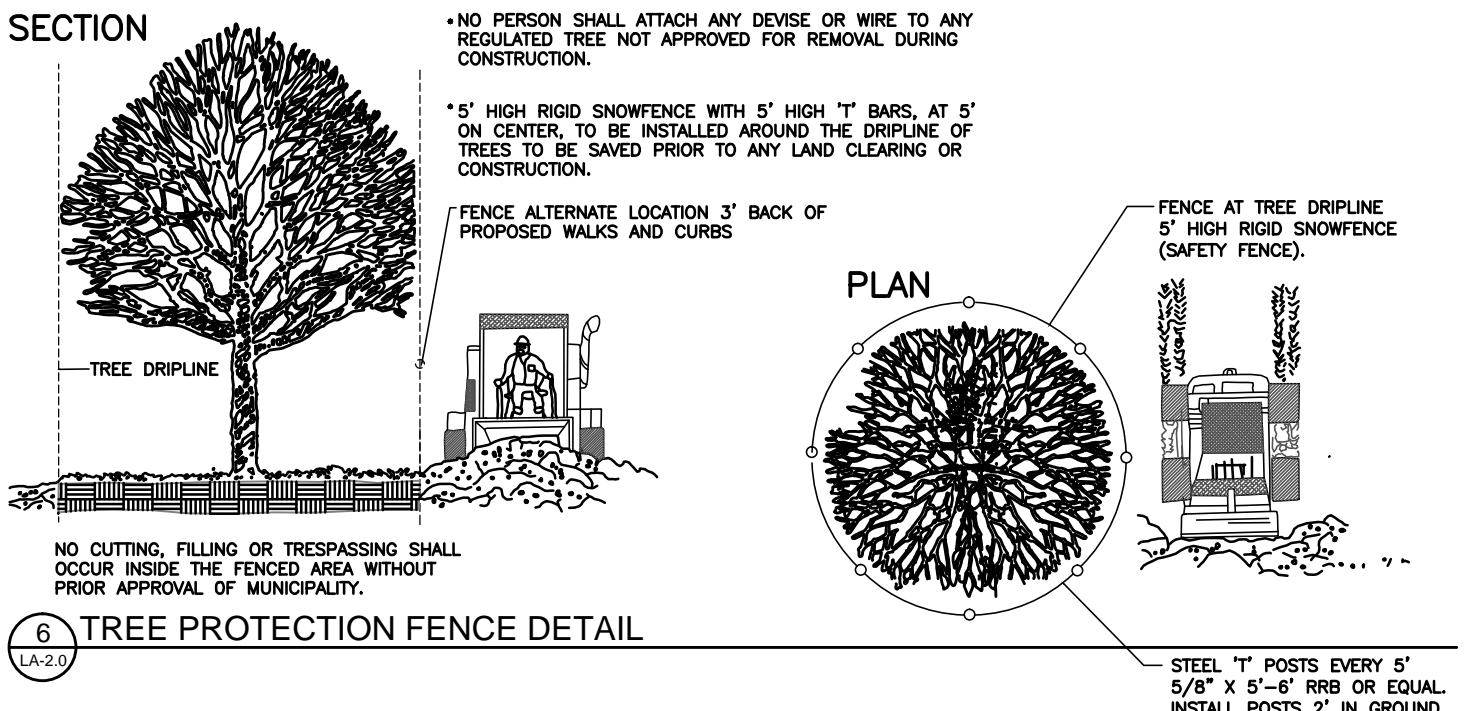 SECTION
• NO PERSON SHALL ATTACH ANY DEVISE OR WIRE TO ANY
REGULATED TREE NOT APPROVED FOR REMOVAL DURING
CONSTRUCTION.
• 5' HIGH RIGID SNOWFENCE WITH 5' HIGH 'T' BARS, AT 5'
ON CENTER, TO BE INSTALLED AROUND THE DRIPLINE OF
TREES TO BE SAVED PRIOR TO ANY LAND CLEARING OR
CONSTRUCTION.
FENCE ALTERNATE LOCATION 3' BACK OF
PROPOSED WALKS AND CURBS
TREE DRIPLINE
NO CUTTING, FILLING OR TRESPASSING SHALL
OCCUR INSIDE THE FENCED AREA WITHOUT
PRIOR APPROVAL OF MUNICIPALITY.
PLAN
FENCE AT TREE DRIPLINE
5' HIGH RIGID SNOWFENCE
(SAFETY FENCE).
STEEL 'T' POSTS EVERY 5'
5/8" X 5'-6' RRB OR EQUAL.
INSTALL POSTS 2' IN GROUND
6
LA-2.0
TREE PROTECTION FENCE DETAIL